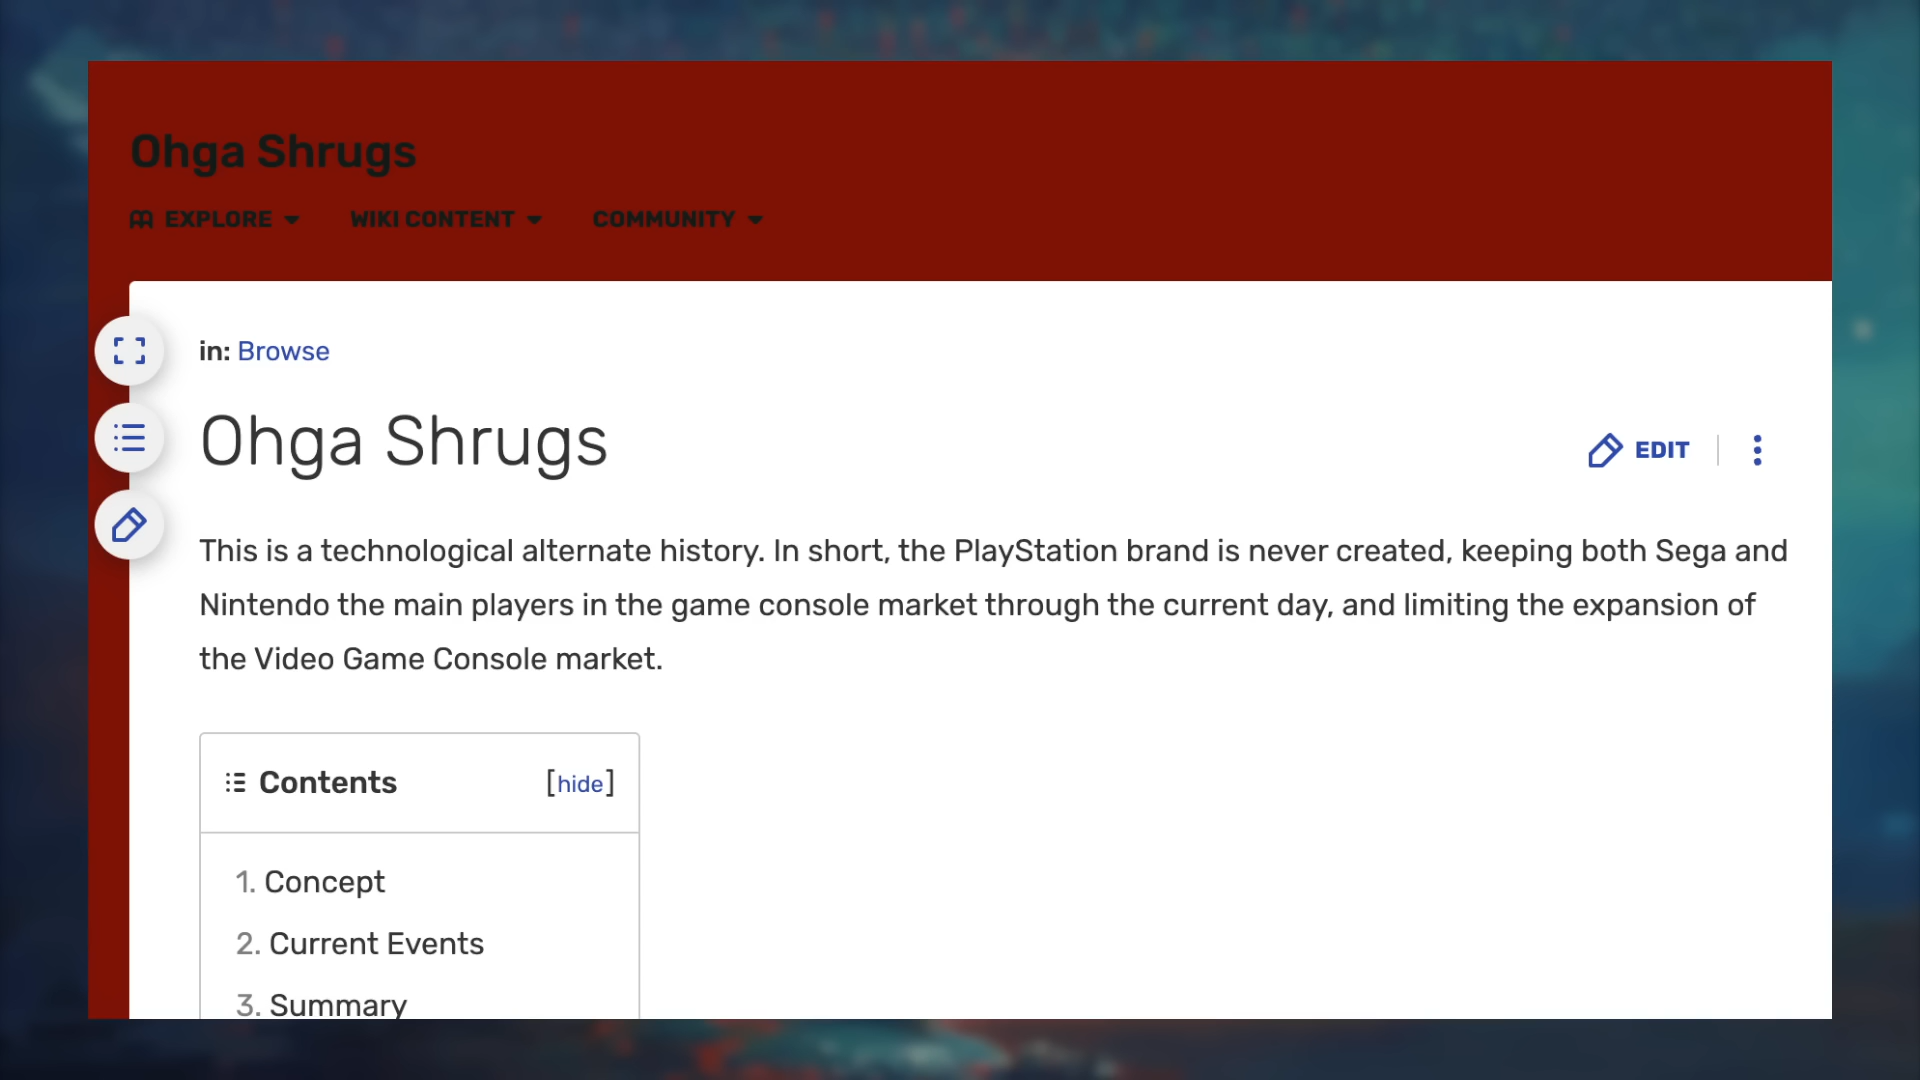 Ohga Shrugs
EXPLORE WIKI CONTENT COMMUNITY
in: Browse
Ohga Shrugs
EDIT
This is a technological alternate history. In short, the PlayStation brand is never created, keeping both Sega and
Nintendo the main players in the game console market through the current day, and limiting the expansion of
the Video Game Console market.
Contents [hide]
1. Concept
2. Current Events
3. Summary